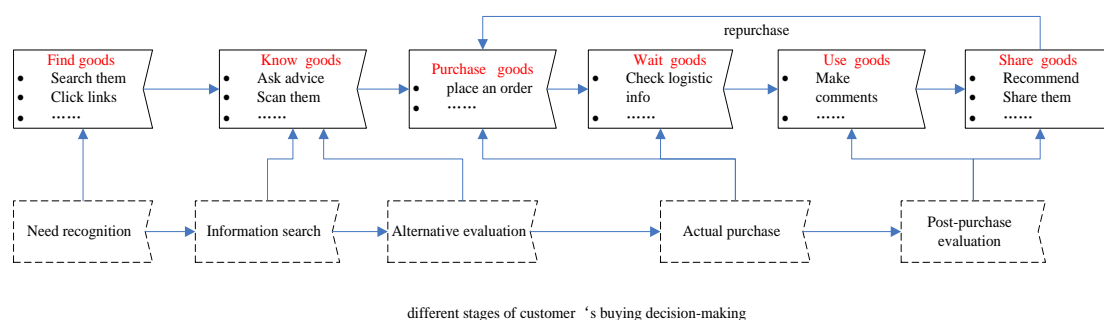 repurchase
Find goods
• Search them
• Click links
• ……
Know goods
• Ask advice
• Scan them
• ……
Purchase goods
• place an order
• ……
Wait goods
• Check logistic
info
• ……
Use goods
• Make
comments
• ……
Share goods
• Recommend
• Share them
• ……
Need recognition
Information search
Alternative evaluation
Actual purchase
Post-purchase
evaluation
different stages of customer‘s buying decision-making